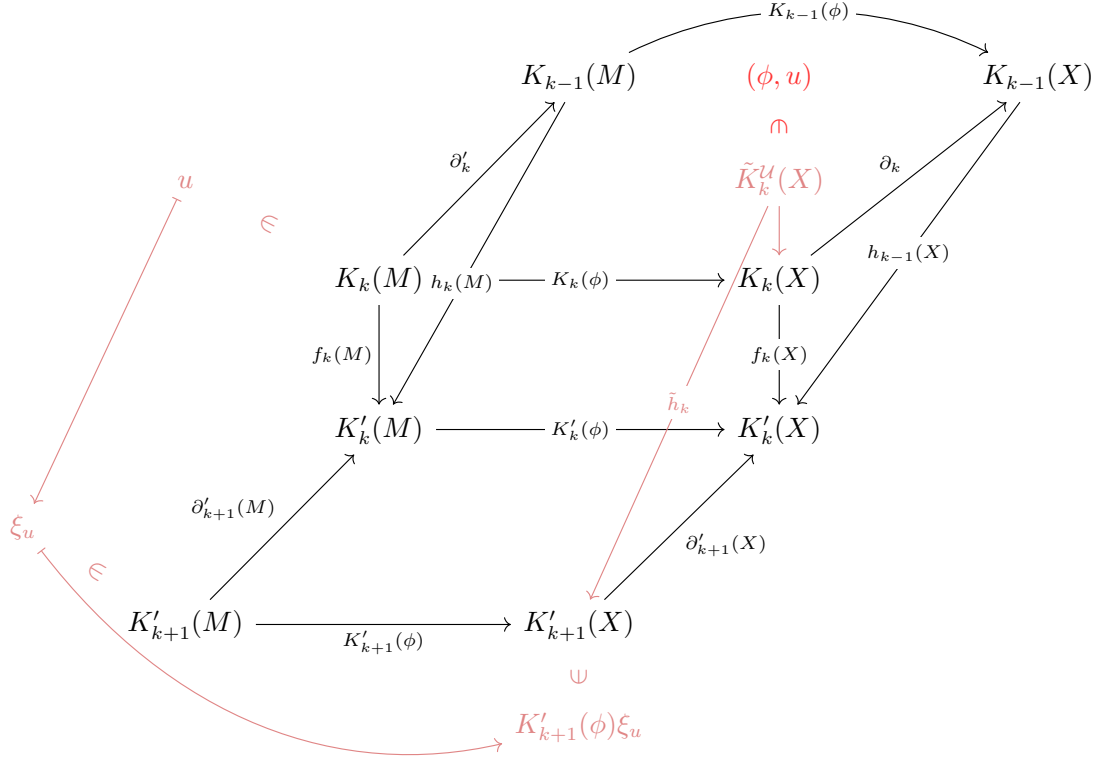 $K_{k-1}(\phi)$
$K_{k-1}(M)$ $(\phi, u)$ $K_{k-1}(X)$
$\Cap$
$\partial'_k$ $\partial_k$
$u$ $\tilde{K}^{\mathcal{U}}_k(X)$
$\in$
$h_{k-1}(X)$
$K_k(M)$ $h_k(M)$ $K_k(\phi)$ $K_k(X)$
$f_k(M)$ $f_k(X)$
$\tilde{h}_k$
$K'_k(M)$ $K'_k(\phi)$ $K'_k(X)$
$\partial'_{k+1}(M)$
$\xi_u$ $\partial'_{k+1}(X)$
$\in$
$K'_{k+1}(M)$ $K'_{k+1}(\phi)$ $K'_{k+1}(X)$
$\Cup$
$K'_{k+1}(\phi)\xi_u$